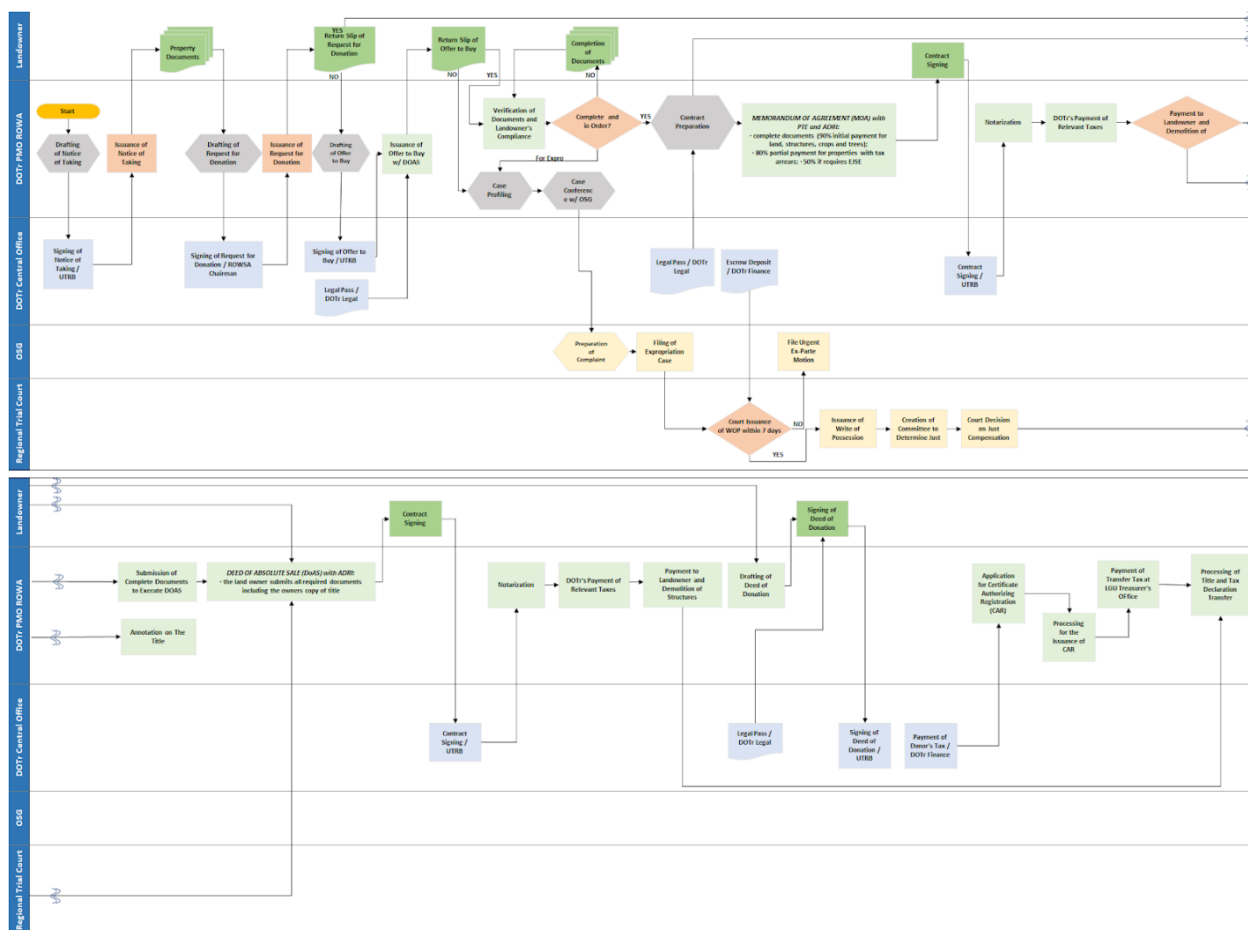 Landowner
Property
Documents
YES
Return Slip of
Request for
Donation
NO
Return Slip of
Offer to Buy
NO
YES
Completion
of
Documents
NO
Contract
Signing
DOTr PMO ROWA
Start
Drafting of
Notice of
Taking
Issuance of
Notice of
Taking
Drafting of
Request for
Donation
Issuance of
Request for
Donation
Drafting
of Offer
to Buy
Issuance of
Offer to Buy
w/ DOAS
Verification of
Documents and
Landowner's
Compliance
Complete and
in Order?
YES
For Expro
Case
Profiling
Case
Conferenc
e w/ OSG
Contract
Preparation
MEMORANDUM OF AGREEMENT (MOA) with
PTE and ADRI:
- complete documents (90% initial payment for
land, structures, crops and trees);
- 80% partial payment for properties with tax
arrears; - 50% if it requires EJSE
Notarization
DOTr's Payment of
Relevant Taxes
Payment to
Landowner and
Demolition of
DOTr Central Office
Signing of
Notice of
Taking /
UTRB
Signing of Request for
Donation / ROWSA
Chairman
Signing of Offer to
Buy / UTRB
Legal Pass /
DOTr Legal
Legal Pass / DOTr
Legal
Escrow Deposit
/ DOTr Finance
Contract
Signing /
UTRB
OSG
Preparation
of
Complaint
Filing of
Expropriation
Case
File Urgent
Ex-Parte
Motion
Regional Trial Court
Court Issuance
of WOP within 7 days
NO
YES
Issuance of
Write of
Possession
Creation of
Committee to
Determine Just
Court Decision
on Just
Compensation
Landowner
Contract
Signing
Signing of
Deed of
Donation
DOTr PMO ROWA
Submission of
Complete Documents
to Execute DOAS
DEED OF ABSOLUTE SALE (DoAS) with ADRI:
- the land owner submits all required documents
including the owners copy of title
Annotation on The
Title
Notarization
DOTr's Payment of
Relevant Taxes
Payment to
Landowner and
Demolition of
Structures
Drafting of
Deed of
Donation
Application
for Certificate
Authorizing
Registration
(CAR)
Processing
for the
Issuance of
CAR
Payment of
Transfer Tax at
LGU Treasurer's
Office
Processing of
Title and Tax
Declaration
Transfer
DOTr Central Office
Contract
Signing /
UTRB
Legal Pass /
DOTr Legal
Signing of
Deed of
Donation /
UTRB
Payment of
Donor's Tax /
DOTr Finance
OSG
Regional Trial Court